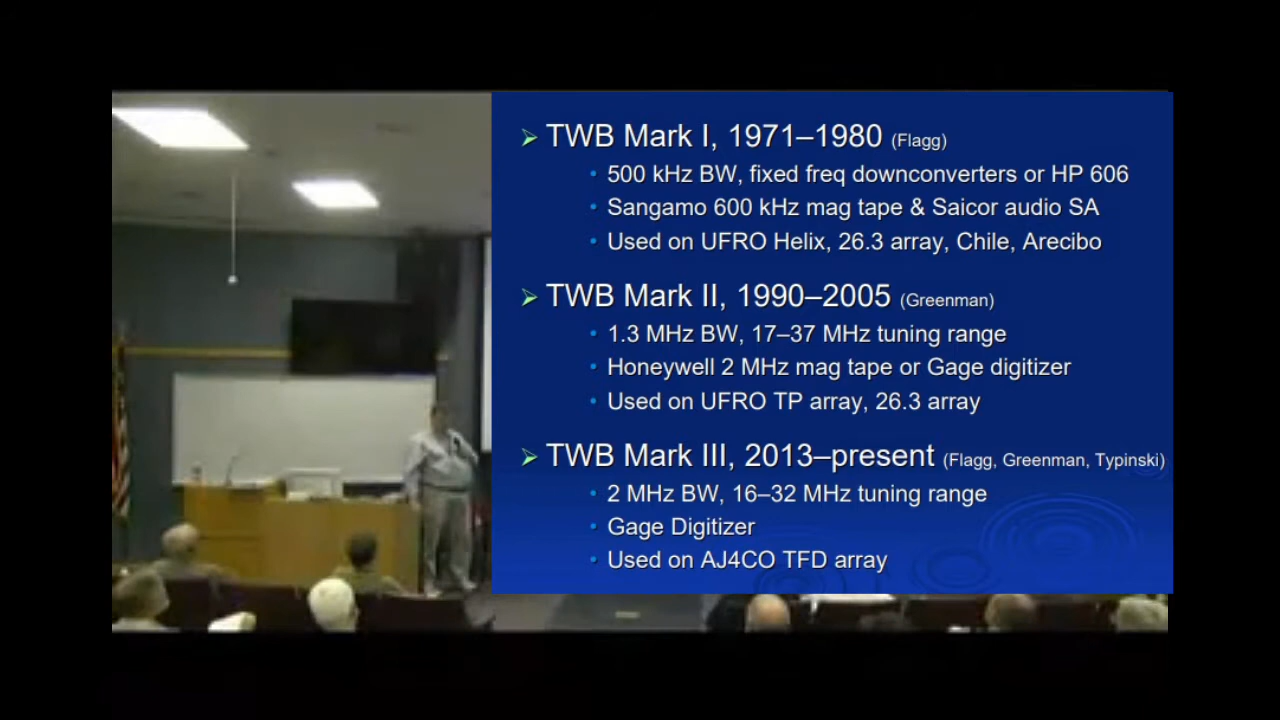 TWB Mark I, 1971–1980 (Flagg)
500 kHz BW, fixed freq downconverters or HP 606
Sangamo 600 kHz mag tape & Saicor audio SA
Used on UFRO Helix, 26.3 array, Chile, Arecibo
TWB Mark II, 1990–2005 (Greenman)
1.3 MHz BW, 17–37 MHz tuning range
Honeywell 2 MHz mag tape or Gage digitizer
Used on UFRO TP array, 26.3 array
TWB Mark III, 2013–present (Flagg, Greenman, Typinski)
2 MHz BW, 16–32 MHz tuning range
Gage Digitizer
Used on AJ4CO TFD array